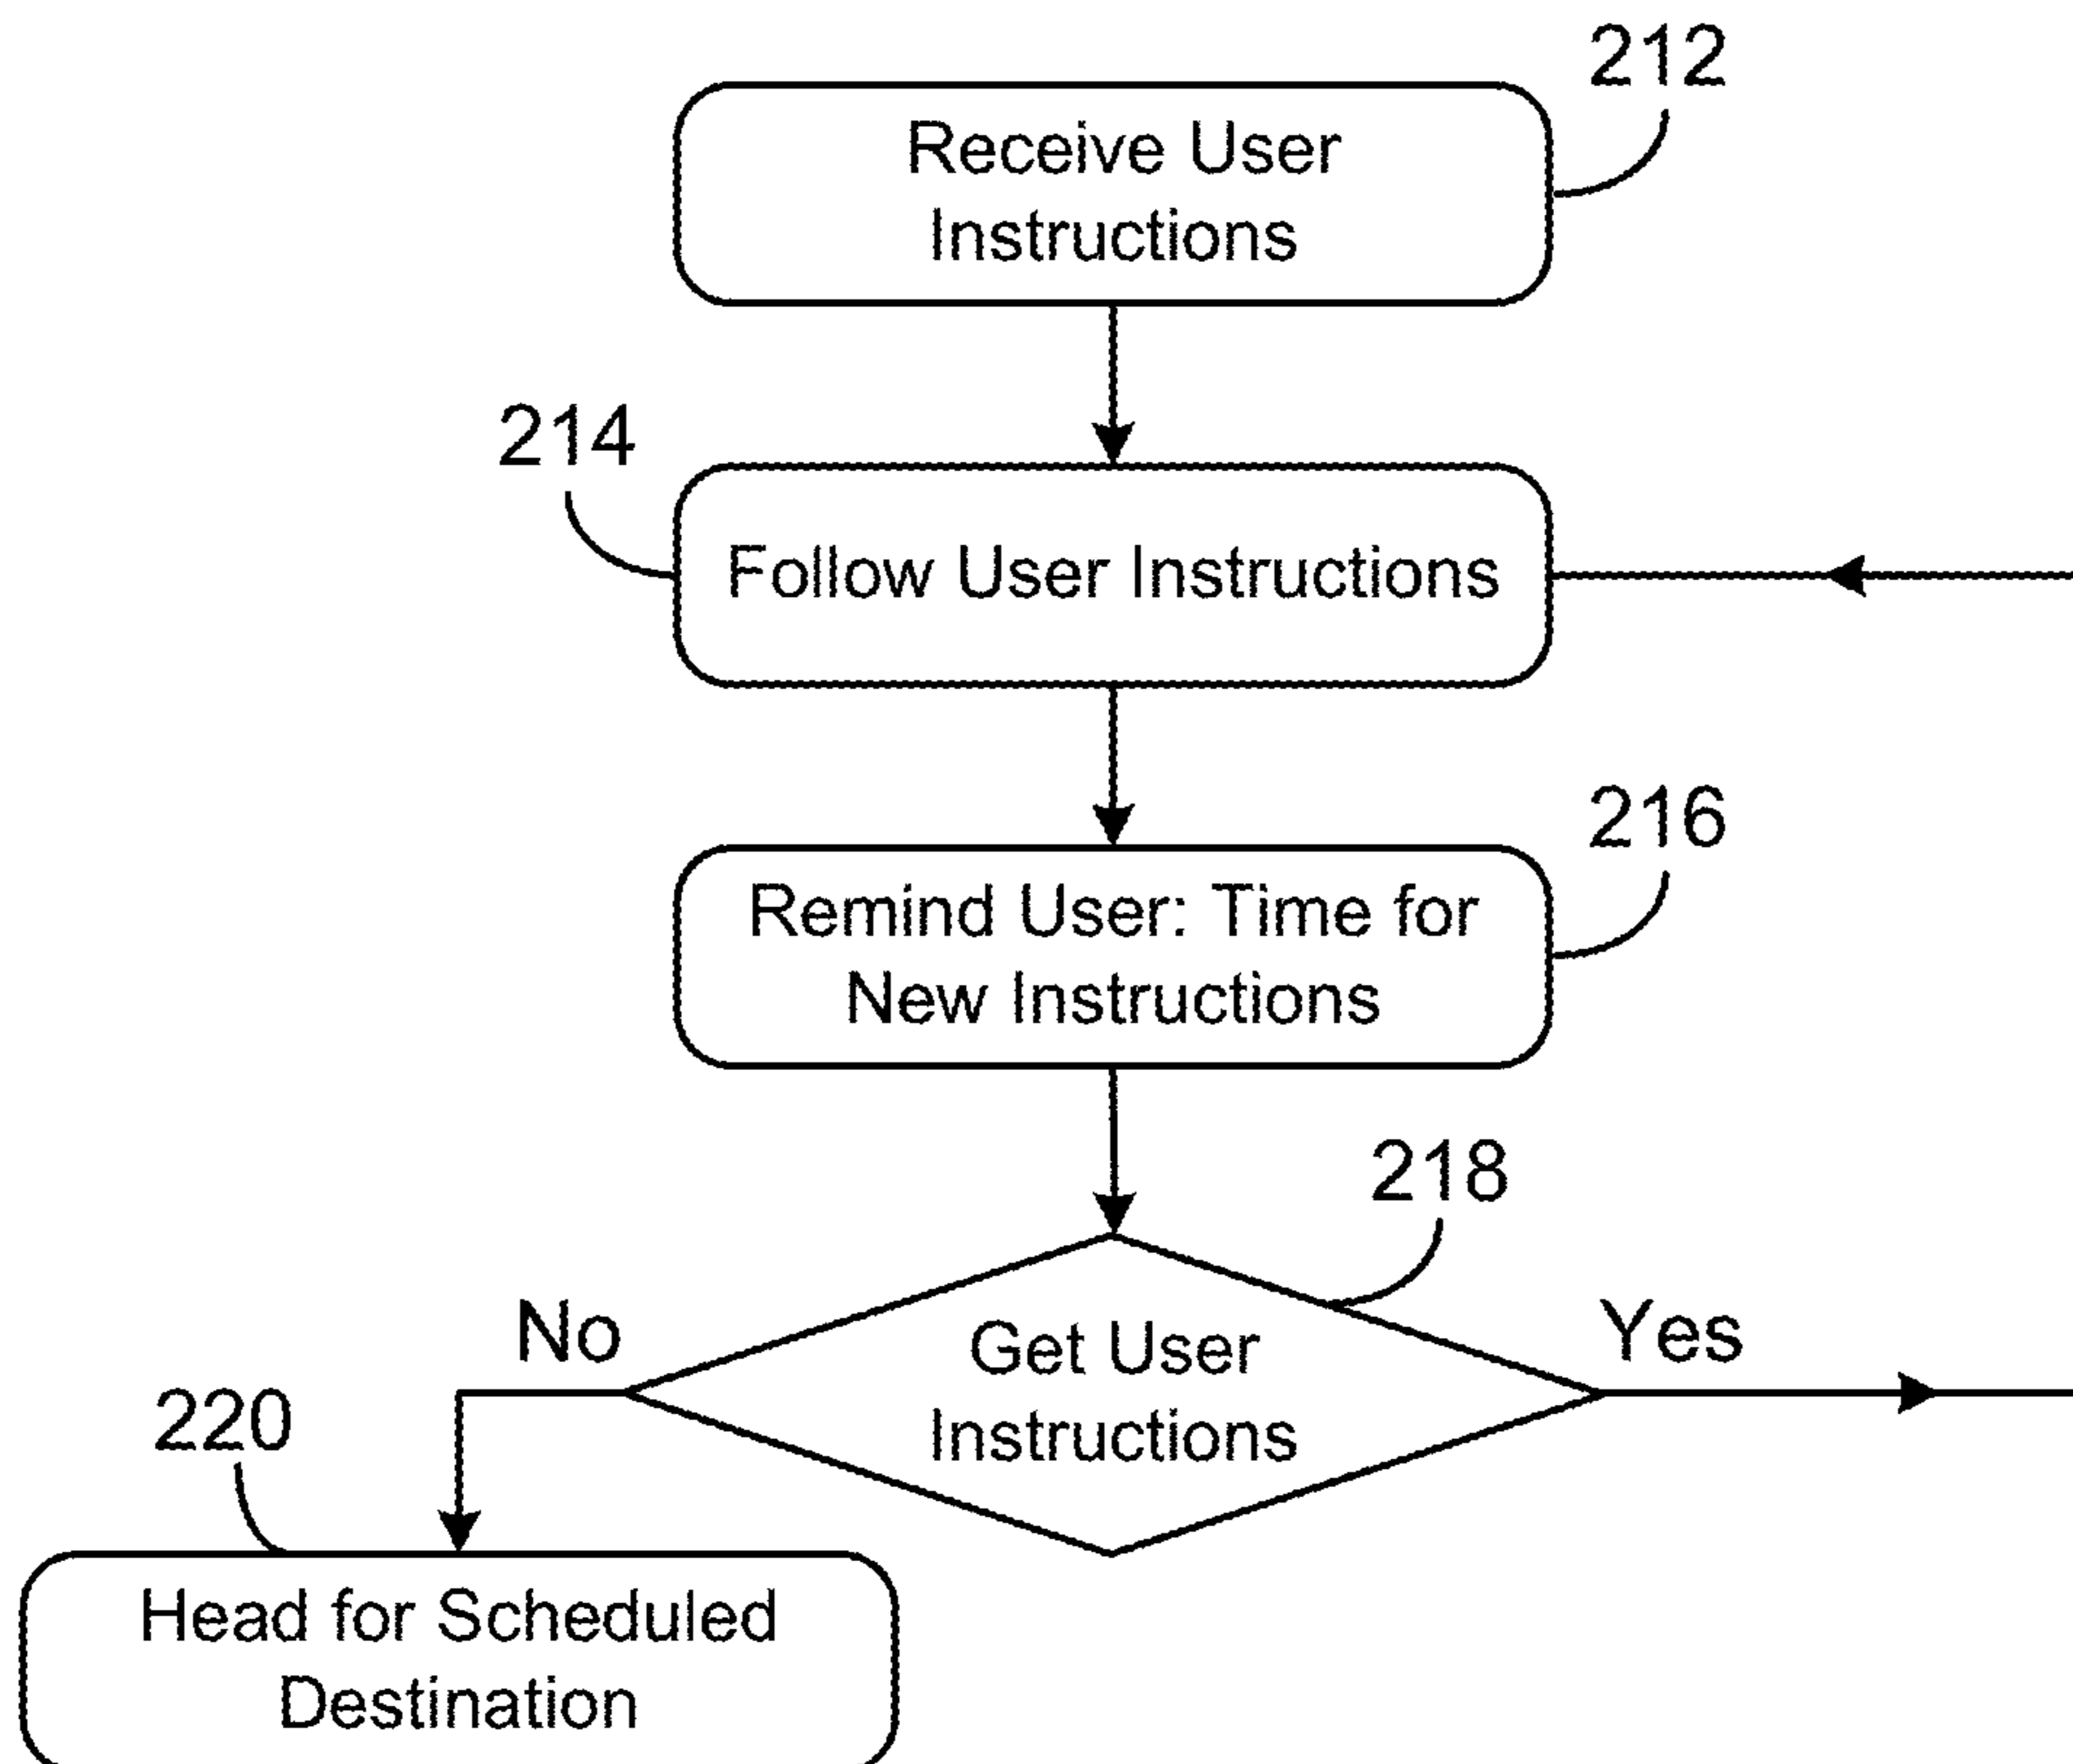 212
Receive User
Instructions
214
Follow User Instructions
216
Remind User: Time for
New Instructions
218
No
Get User
Instructions
Yes
220
Head for Scheduled
Destination